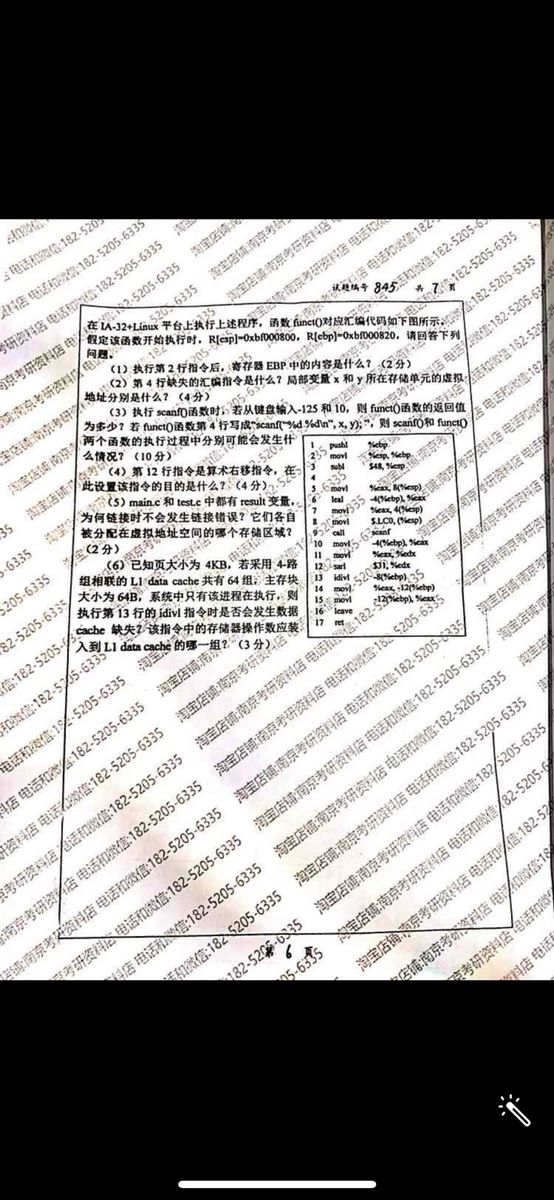 试题编号 845 共 7 页
在 IA-32+Linux 平台上执行上述程序，函数 funct()对应汇编代码如下图所示。
假定该函数开始执行时，R[esp]=0xbf000800，R[ebp]=0xbf000820，请回答下列
问题。
（1）执行第 2 行指令后，寄存器 EBP 中的内容是什么？（2 分）
（2）第 4 行缺失的汇编指令是什么？局部变量 x 和 y 所在存储单元的虚拟
地址分别是什么？（4 分）
（3）执行 scanf()函数时，若从键盘输入-125 和 10，则 funct()函数的返回值
为多少？若 funct()函数第 4 行写成“scanf("%d %d\n", x, y);”，则 scanf()和 funct()
两个函数的执行过程中分别可能会发生什
么情况？（10 分）
（4）第 12 行指令是算术右移指令，在
此设置该指令的目的是什么？（4 分）
（5）main.c 和 test.c 中都有 result 变量，
为何链接时不会发生链接错误？它们各自
被分配在虚拟地址空间的哪个存储区域？
（2 分）
（6）已知页大小为 4KB，若采用 4-路
组相联的 L1 data cache 共有 64 组，主存块
大小为 64B，系统中只有该进程在执行，则
执行第 13 行的 idivl 指令时是否会发生数据
cache 缺失？该指令中的存储器操作数应装
入到 L1 data cache 的哪一组？（3 分）
1 pushl %ebp
2 movl %esp, %ebp
3 subl $48, %esp
4
5 movl %eax, 8(%esp)
6 leal -4(%ebp), %eax
7 movl %eax, 4(%esp)
8 movl $.LC0, (%esp)
9 call scanf
10 movl -4(%ebp), %eax
11 movl %eax, %edx
12 sarl $31, %edx
13 idivl -8(%ebp)
14 movl %eax, -12(%ebp)
15 movl -12(%ebp), %eax
16 leave
17 ret
第 6 页
淘宝店铺:南京考研资料店 电话和微信:182-5205-6335